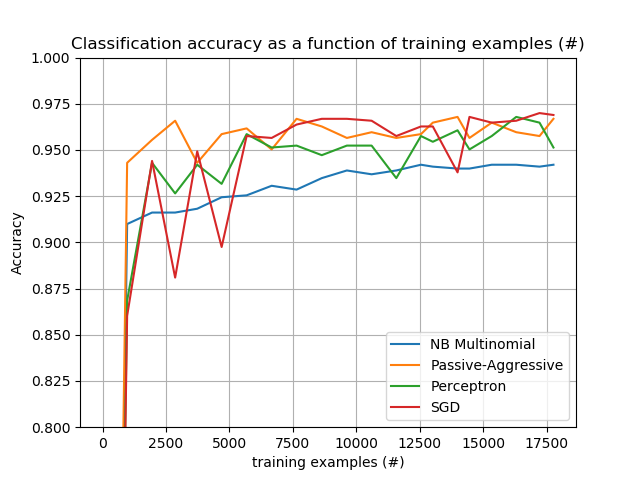 Classification accuracy as a function of training examples (#)
1.000
0.975
0.950
0.925
0.900
0.875
0.850
0.825
0.800
Accuracy
NB Multinomial
Passive-Aggressive
Perceptron
SGD
0 2500 5000 7500 10000 12500 15000 17500
training examples (#)